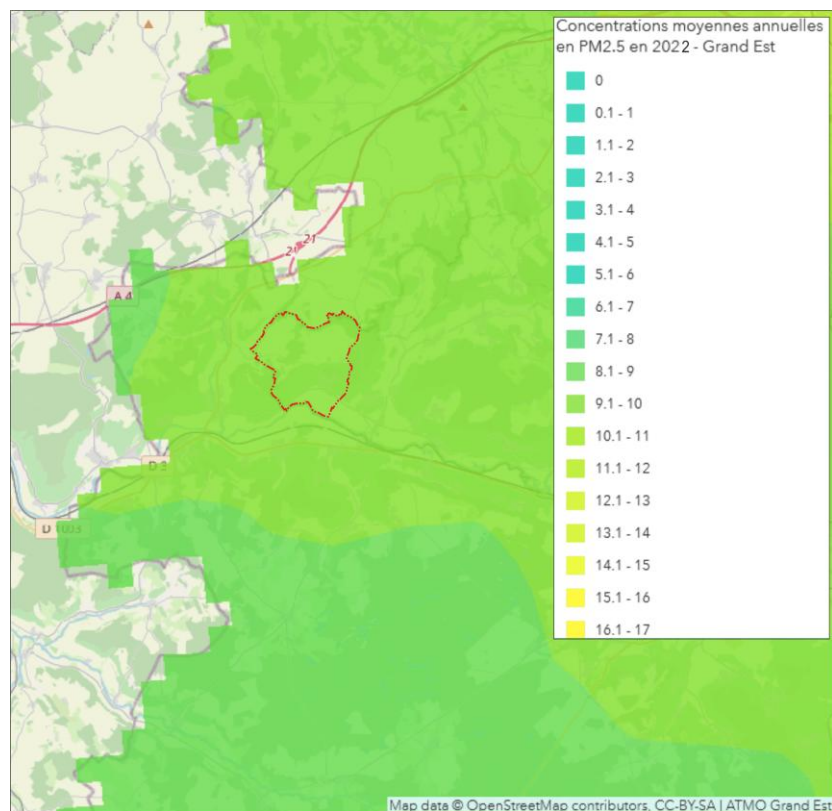 Concentrations moyennes annuelles
en PM2.5 en 2022 - Grand Est
0
0.1 - 1
1.1 - 2
2.1 - 3
3.1 - 4
4.1 - 5
5.1 - 6
6.1 - 7
7.1 - 8
8.1 - 9
9.1 - 10
10.1 - 11
11.1 - 12
12.1 - 13
13.1 - 14
14.1 - 15
15.1 - 16
16.1 - 17
21
A 4
D 1003
Map data © OpenStreetMap contributors, CC-BY-SA | ATMO Grand Est